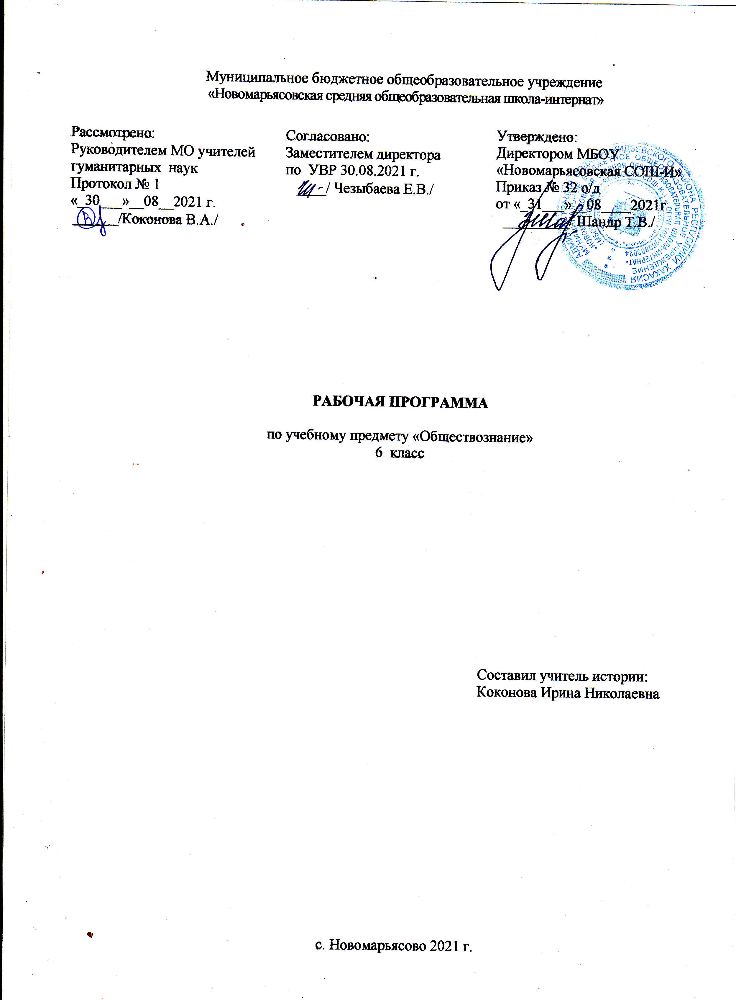 Муниципальное бюджетное общеобразовательное учреждение
«Новомарьясовская средняя общеобразовательная школа-интернат»
Рассмотрено:
Руководителем МО учителей
гуманитарных наук
Протокол № 1
«_30___»__08__2021 г.
______/Коконова В.А./
Согласовано:
Заместителем директора
по УВР 30.08.2021 г.
____/ Чезыбаева Е.В./
Утверждено:
Директором МБОУ
«Новомарьясовская СОШ-И»
Приказ № 32 о/д
от «_31___»__08____2021г
_________/ Шандр Т.В./
РАБОЧАЯ ПРОГРАММА
по учебному предмету «Обществознание»
6 класс
Составил учитель истории:
Коконова Ирина Николаевна
с. Новомарьясово 2021 г.